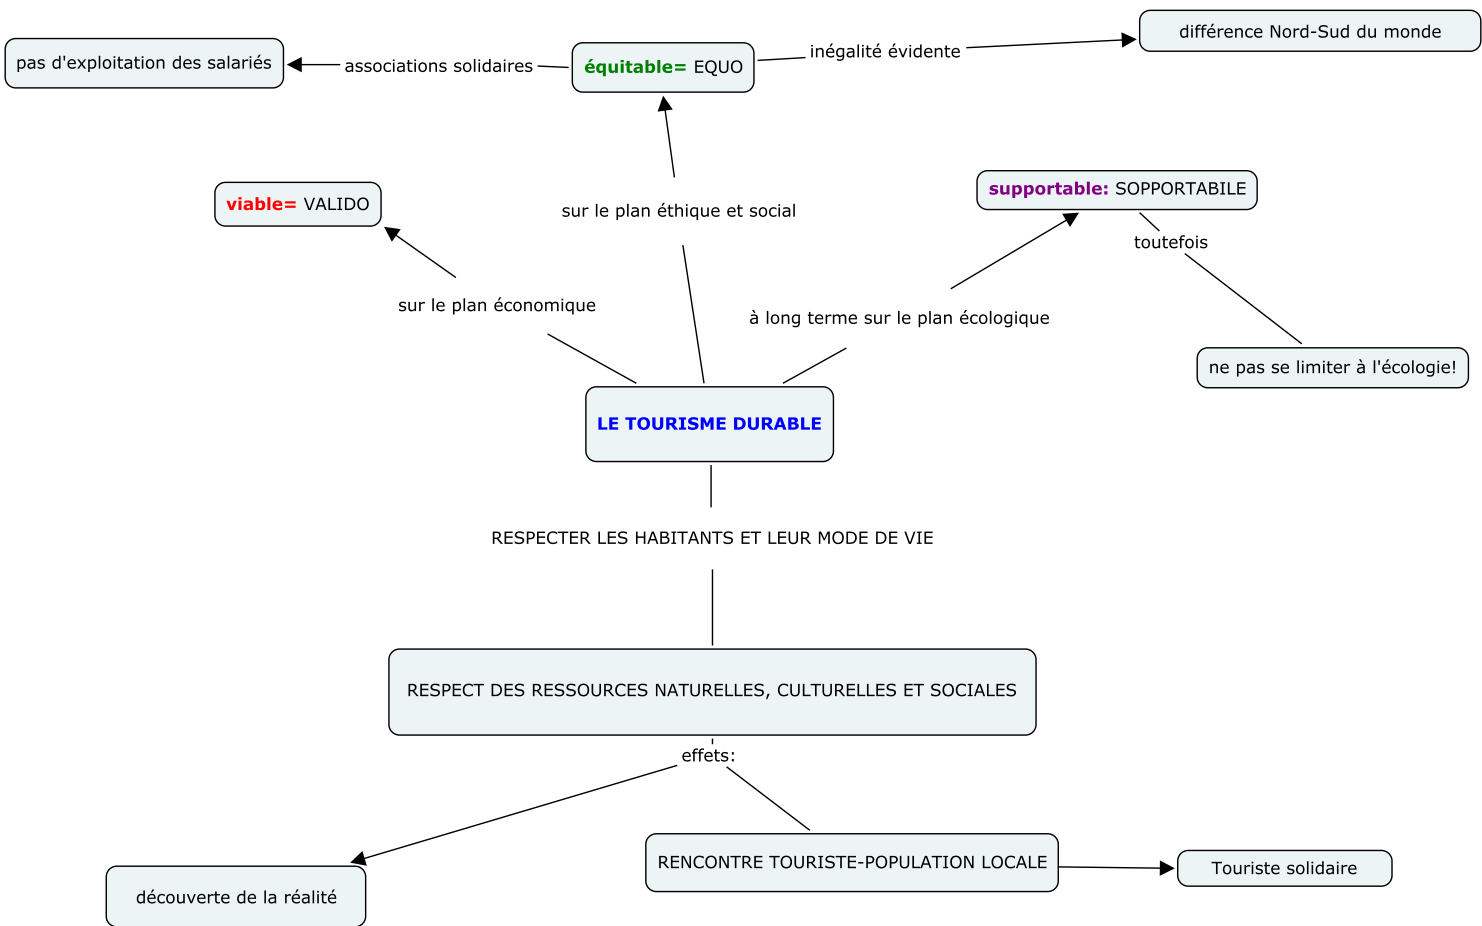 différence Nord-Sud du monde
pas d'exploitation des salariés
associations solidaires
équitable= EQUO
inégalité évidente
viable= VALIDO
sur le plan éthique et social
supportable: SOPPORTABILE
toutefois
sur le plan économique
à long terme sur le plan écologique
ne pas se limiter à l'écologie!
LE TOURISME DURABLE
RESPECTER LES HABITANTS ET LEUR MODE DE VIE
RESPECT DES RESSOURCES NATURELLES, CULTURELLES ET SOCIALES
effets:
RENCONTRE TOURISTE-POPULATION LOCALE
Touriste solidaire
découverte de la réalité